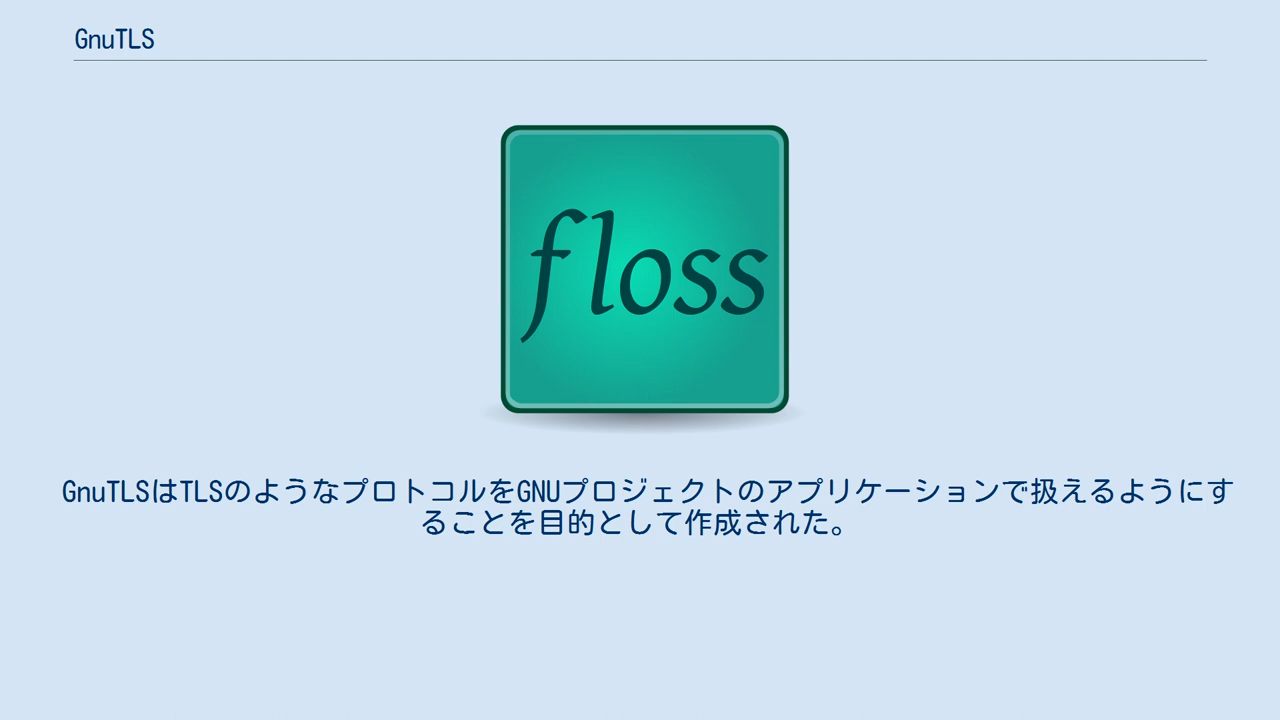 GnuTLS
floss
GnuTLSはTLSのようなプロトコルをGNUプロジェクトのアプリケーションで扱えるようにす
ることを目的として作成された。